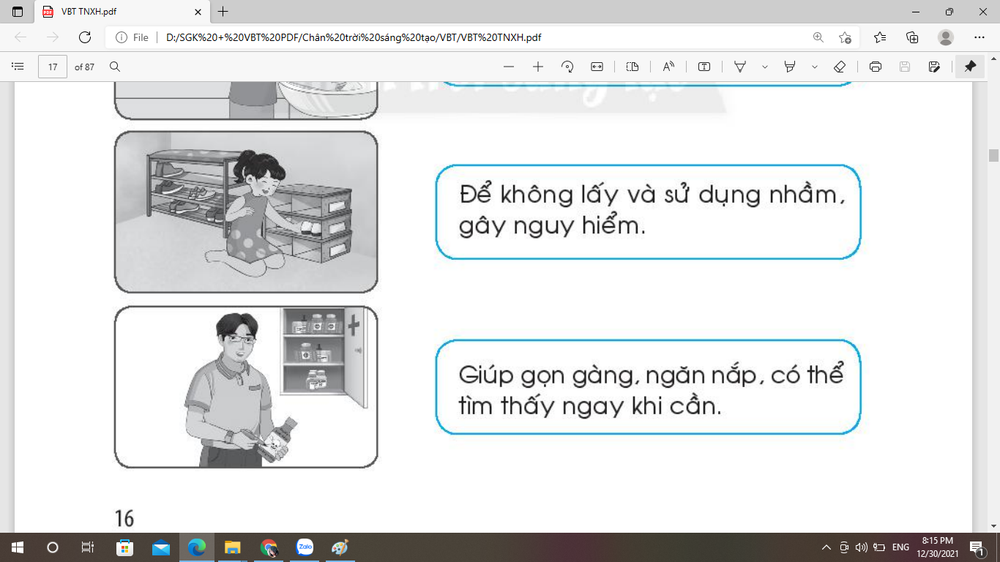 VBT TNXH.pdf
File
D:/SGK%20+%20VBT%20PDF/Chân%20trời%20sáng%20tạo/VBT/VBT%20TNXH.pdf
17 of 87
Để không lấy và sử dụng nhầm,
gây nguy hiểm.
Giúp gọn gàng, ngăn nắp, có thể
tìm thấy ngay khi cần.
16
Zalo
ENG
8:15 PM
12/30/2021
1